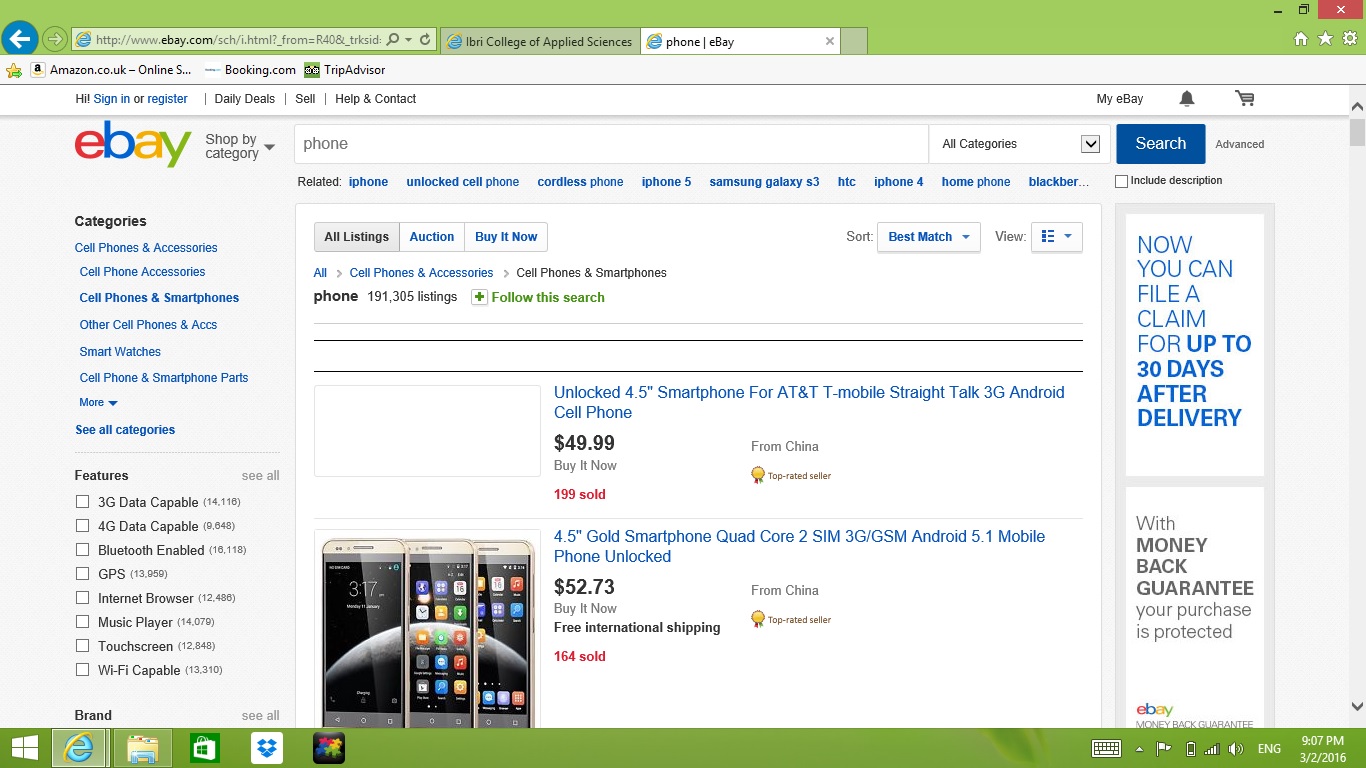 http://www.ebay.com/sch/i.html?_from=R40&_trksid=
Ibri College of Applied Sciences
phone | eBay
Amazon.co.uk – Online S...
Booking.com
TripAdvisor
Hi! Sign in or register
Daily Deals
Sell
Help & Contact
My eBay
ebay
Shop by
category
phone
All Categories
Search
Advanced
Related: iphone unlocked cell phone cordless phone iphone 5 samsung galaxy s3 htc iphone 4 home phone blackber...
Include description
Categories
Cell Phones & Accessories
Cell Phone Accessories
Cell Phones & Smartphones
Other Cell Phones & Accs
Smart Watches
Cell Phone & Smartphone Parts
More
See all categories
Features see all
3G Data Capable (14,116)
4G Data Capable (9,648)
Bluetooth Enabled (16,118)
GPS (13,959)
Internet Browser (12,486)
Music Player (14,079)
Touchscreen (12,848)
Wi-Fi Capable (13,310)
Brand see all
All Listings Auction Buy It Now
Sort: Best Match
View:
All > Cell Phones & Accessories > Cell Phones & Smartphones
phone 191,305 listings
Follow this search
Unlocked 4.5" Smartphone For AT&T T-mobile Straight Talk 3G Android
Cell Phone
$49.99
From China
Buy It Now
Top-rated seller
199 sold
4.5" Gold Smartphone Quad Core 2 SIM 3G/GSM Android 5.1 Mobile
Phone Unlocked
$52.73
From China
Buy It Now
Top-rated seller
Free international shipping
164 sold
3:17
NOW
YOU CAN
FILE A
CLAIM
FOR UP TO
30 DAYS
AFTER
DELIVERY
With
MONEY
BACK
GUARANTEE
your purchase
is protected
ebay
MONEY BACK GUARANTEE
ENG
9:07 PM
3/2/2016